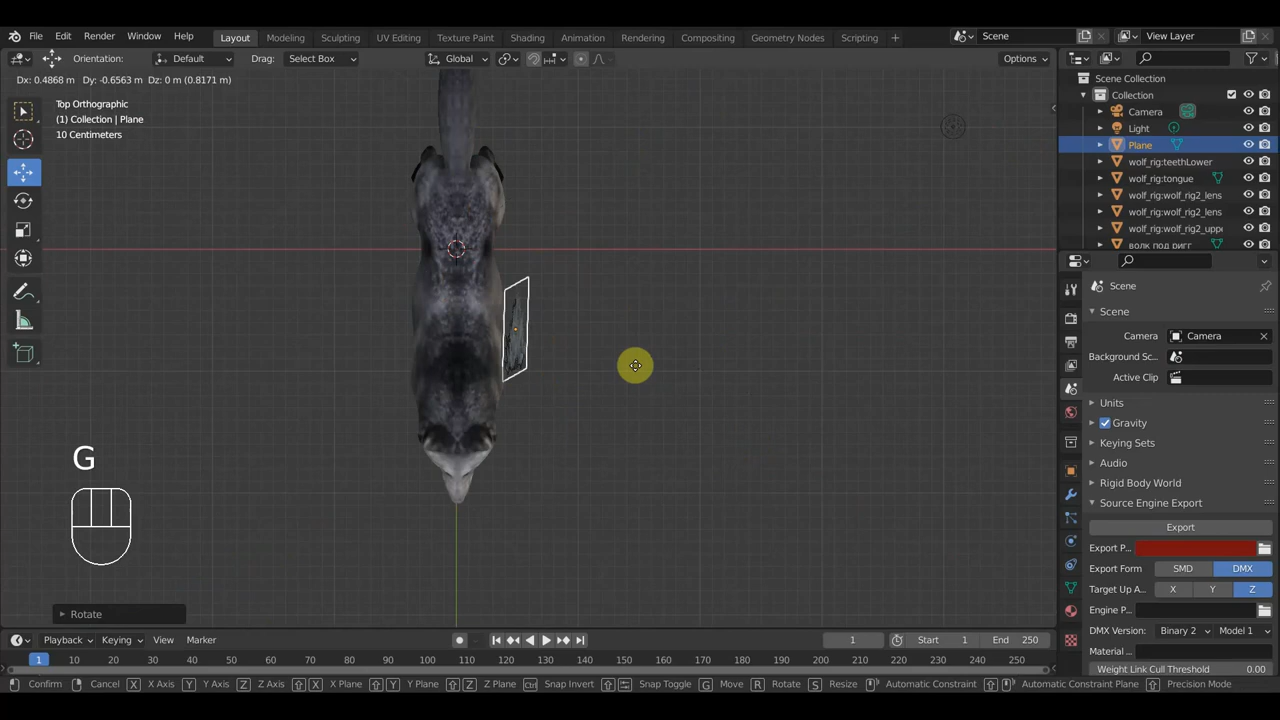 File Edit Render Window Help Layout Modeling Sculpting UV Editing Texture Paint Shading Animation Rendering Compositing Geometry Nodes Scripting + Scene View Layer
Orientation: Default Drag: Select Box Global Options
Dx: 0.4868 m Dy: -0.6563 m Dz: 0 m (0.8171 m)
Top Orthographic
(1) Collection | Plane
10 Centimeters
Scene Collection
Collection
Camera
Light
Plane
wolf_rig:teethLower
wolf_rig:tongue
wolf_rig:wolf_rig2_lens
wolf_rig:wolf_rig2_lens
wolf_rig:wolf_rig2_uppe
волк под ригг
Scene
Scene
Camera Camera
Background Sc...
Active Clip
Units
Gravity
Keying Sets
Audio
Rigid Body World
Source Engine Export
Export
Export P...
Export Form SMD DMX
Target Up A... X Y Z
Engine P...
DMX Version: Binary 2 Model 1
Material ...
Weight Link Cull Threshold 0.00
G
Rotate
Playback Keying View Marker 1 Start 1 End 250
1 10 20 30 40 50 60 70 80 90 100 110 120 130 140 150 160 170 180 190 200 210 220 230 240 250
Confirm Cancel X X Axis Y Y Axis Z Z Axis X X Plane Y Y Plane Z Z Plane Ctrl Snap Invert Snap Toggle G Move R Rotate S Resize Automatic Constraint Automatic Constraint Plane Precision Mode